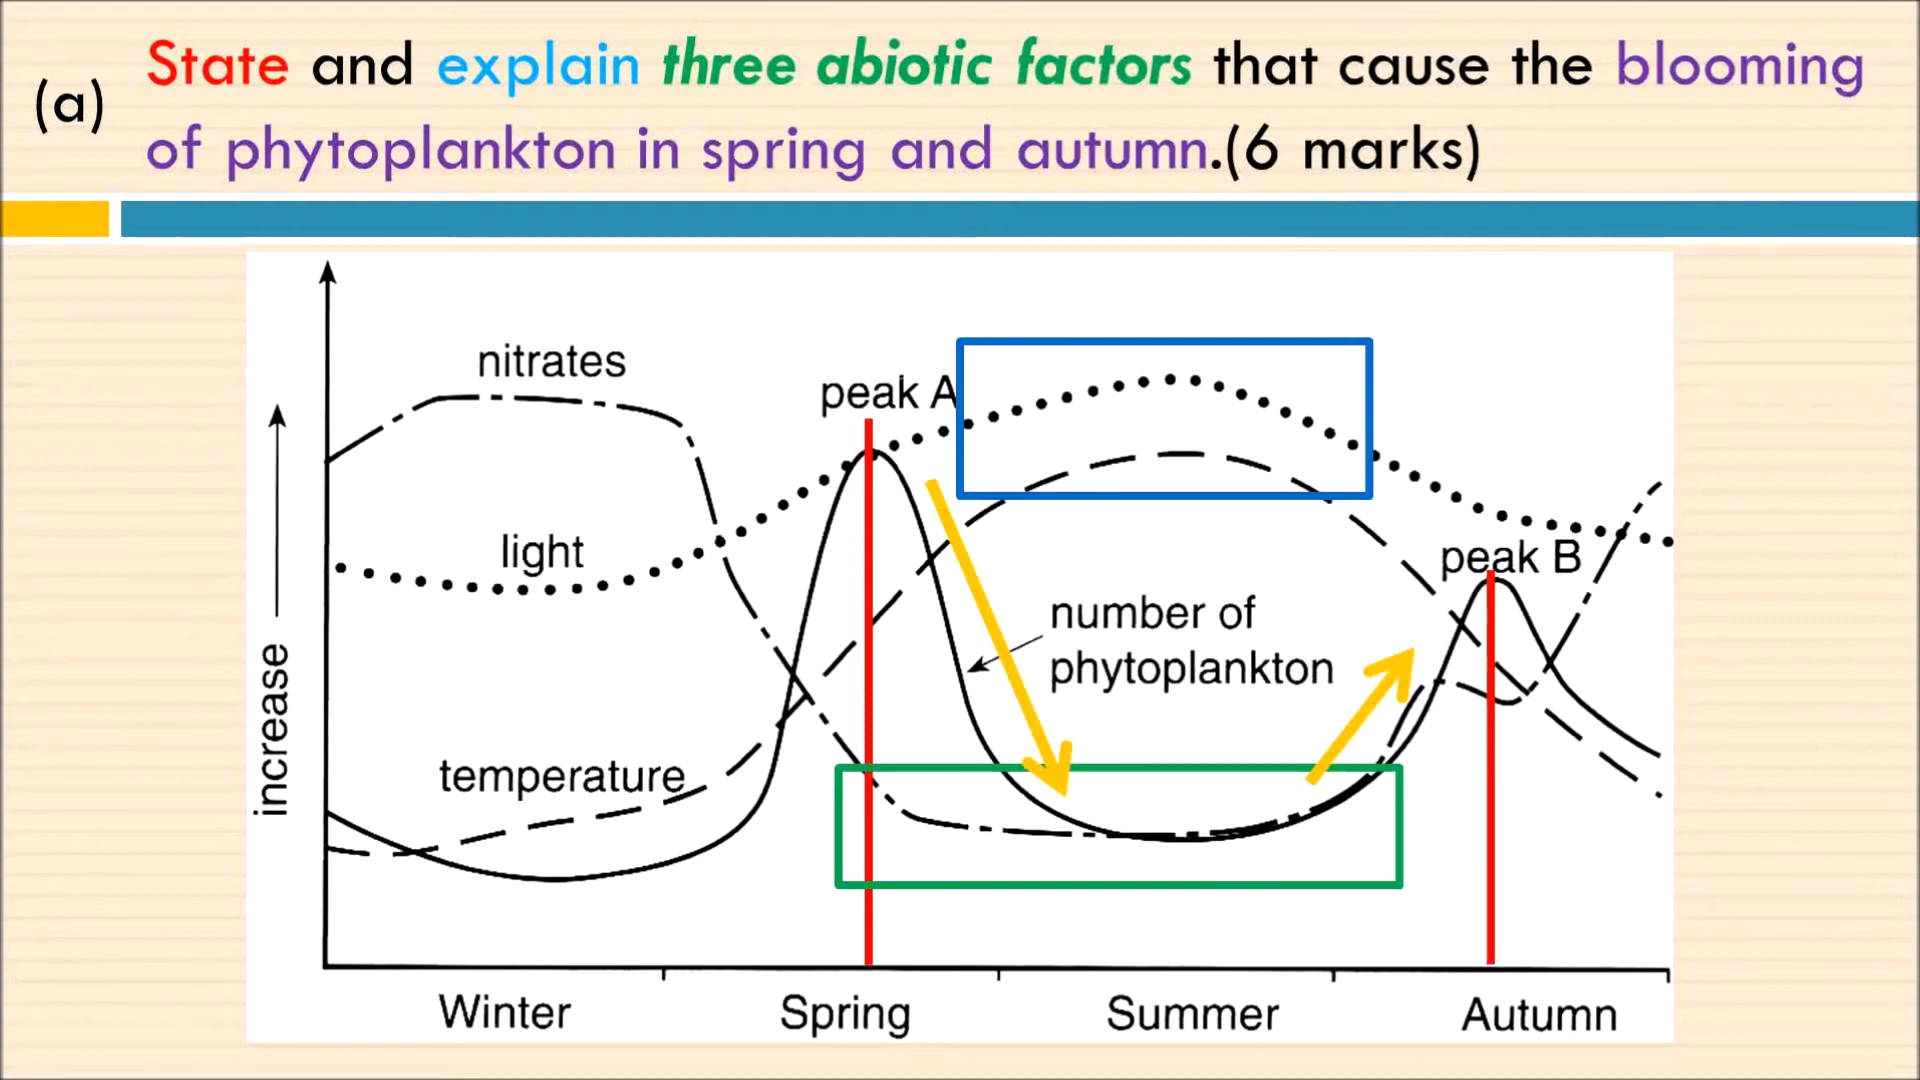 (a)
State and explain three abiotic factors that cause the blooming
of phytoplankton in spring and autumn.(6 marks)
nitrates
peak A
light
peak B
number of
phytoplankton
increase
temperature
Winter
Spring
Summer
Autumn